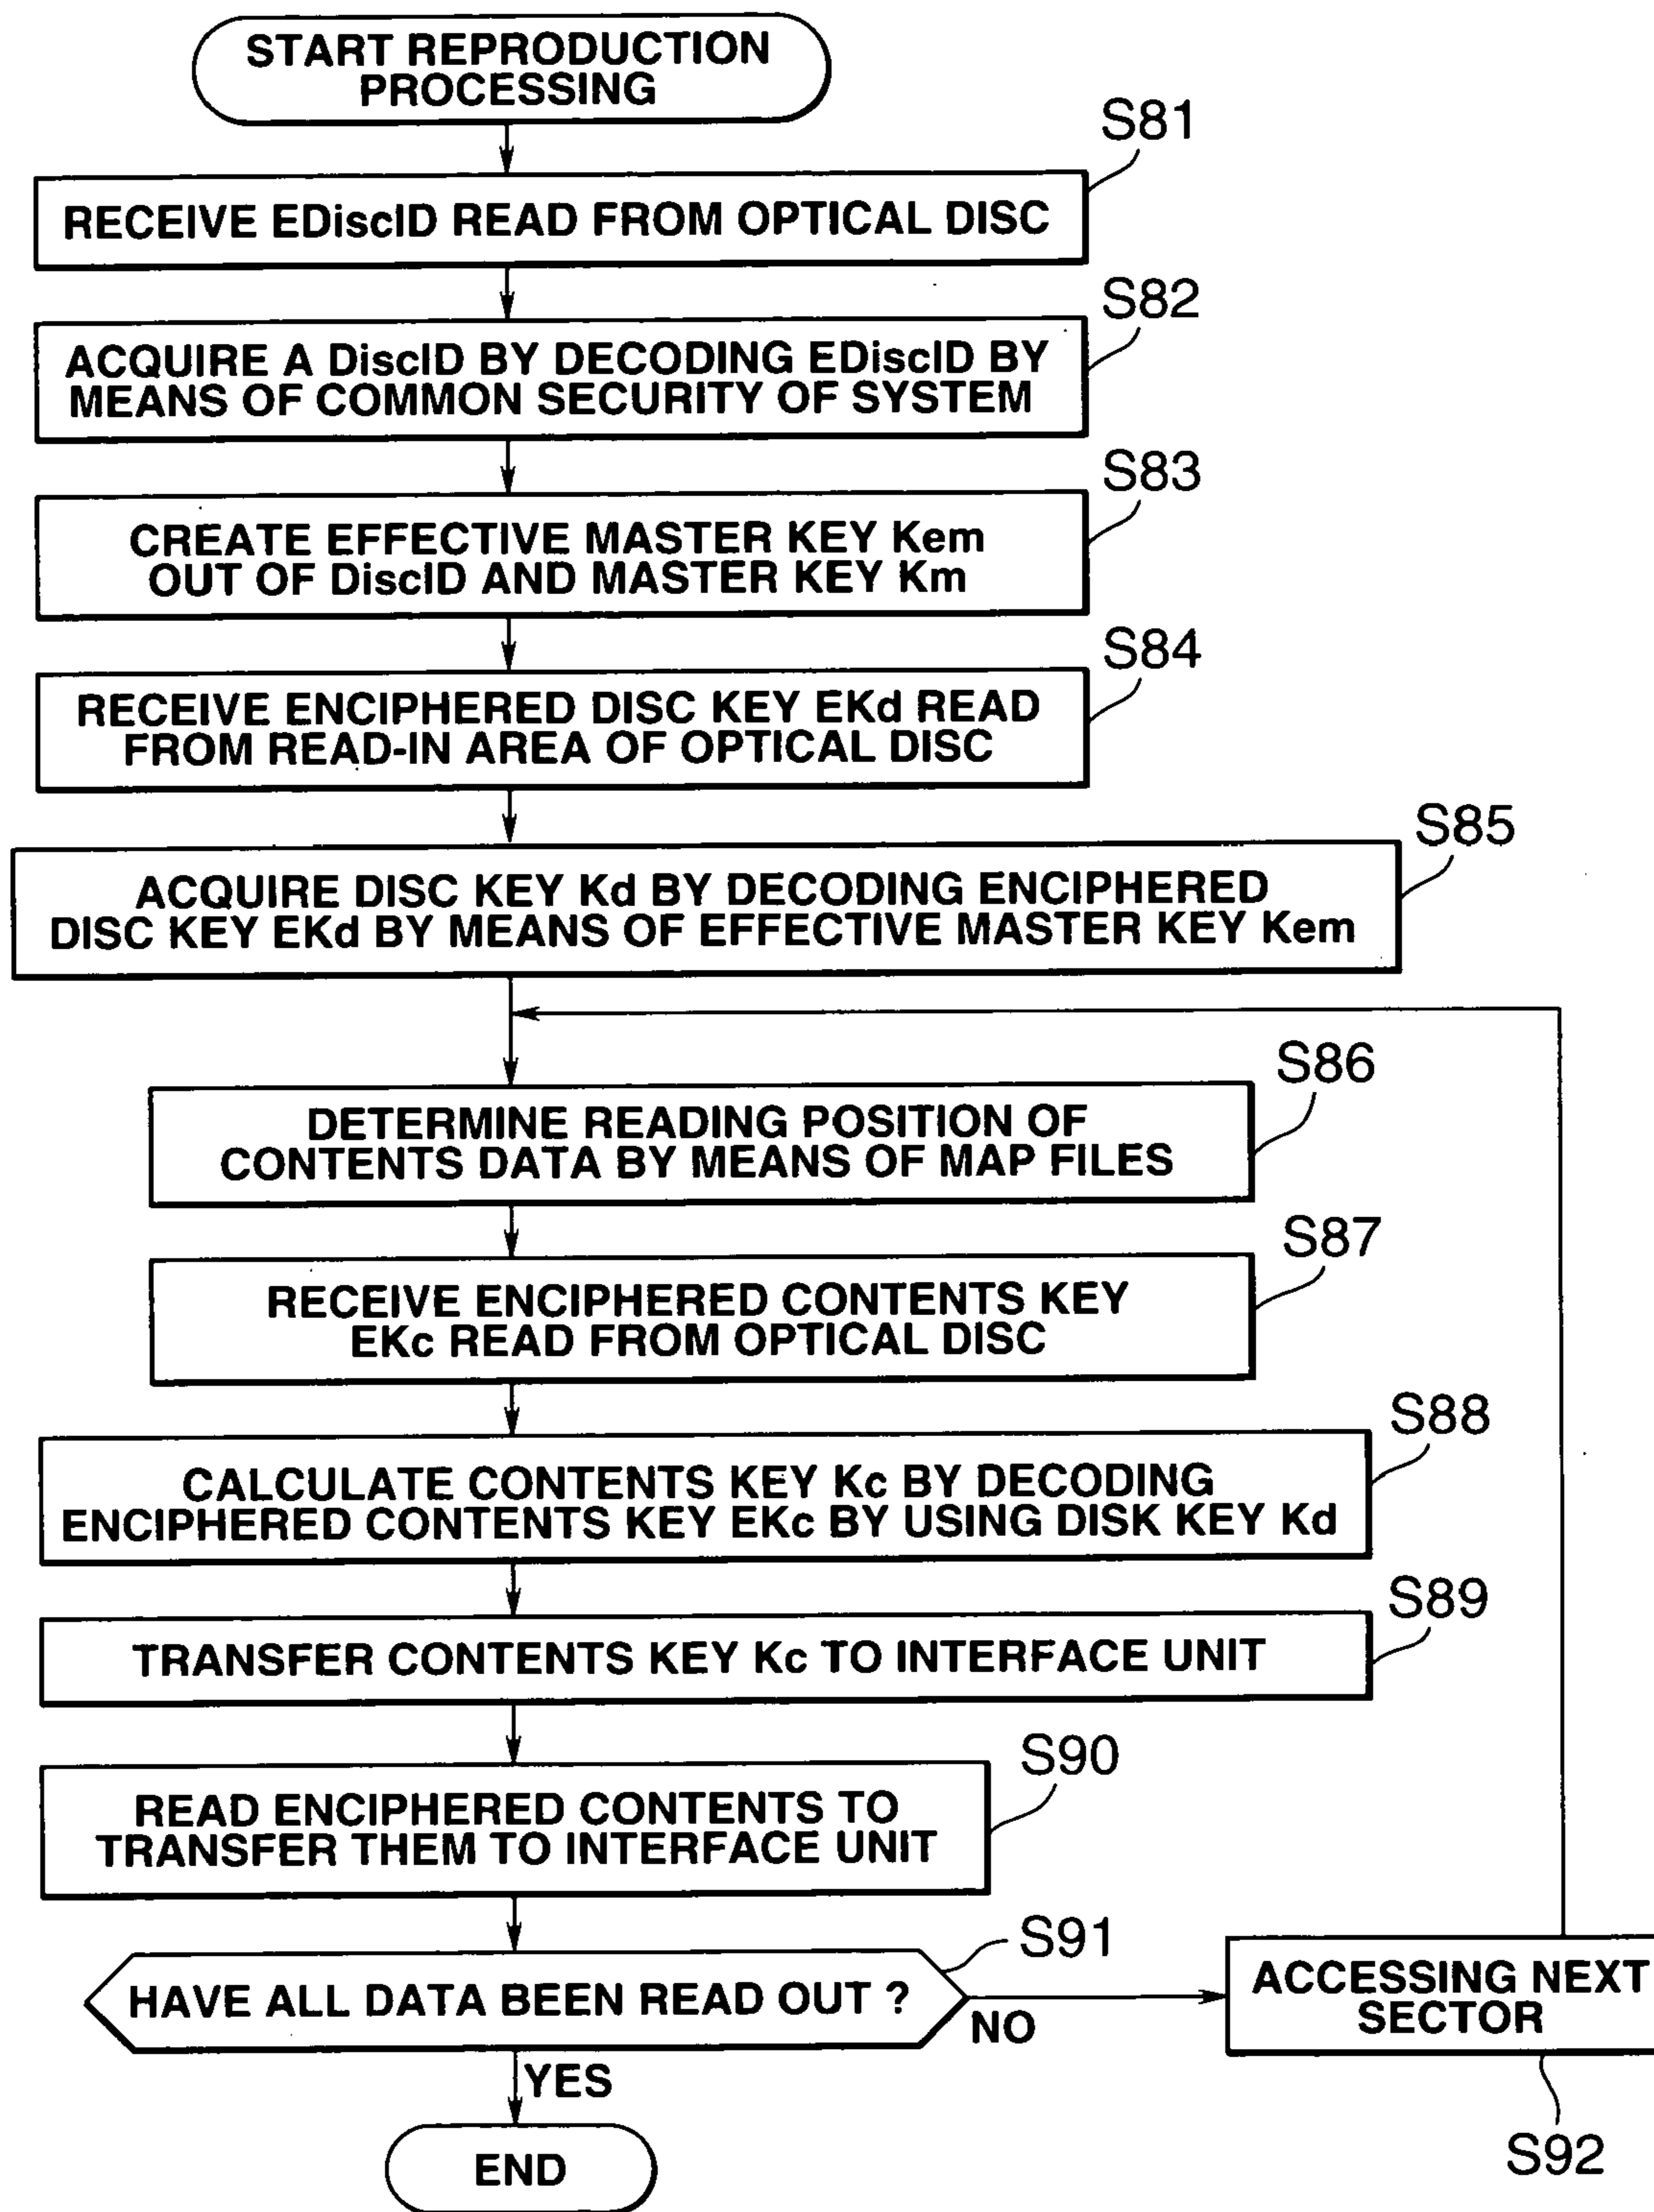 START REPRODUCTION
PROCESSING
S81
RECEIVE EDiscID READ FROM OPTICAL DISC
S82
ACQUIRE A DiscID BY DECODING EDiscID BY
MEANS OF COMMON SECURITY OF SYSTEM
S83
CREATE EFFECTIVE MASTER KEY Kem
OUT OF DiscID AND MASTER KEY Km
S84
RECEIVE ENCIPHERED DISC KEY EKd READ
FROM READ-IN AREA OF OPTICAL DISC
S85
ACQUIRE DISC KEY Kd BY DECODING ENCIPHERED
DISC KEY EKd BY MEANS OF EFFECTIVE MASTER KEY Kem
S86
DETERMINE READING POSITION OF
CONTENTS DATA BY MEANS OF MAP FILES
S87
RECEIVE ENCIPHERED CONTENTS KEY
EKc READ FROM OPTICAL DISC
S88
CALCULATE CONTENTS KEY Kc BY DECODING
ENCIPHERED CONTENTS KEY EKc BY USING DISK KEY Kd
S89
TRANSFER CONTENTS KEY Kc TO INTERFACE UNIT
S90
READ ENCIPHERED CONTENTS TO
TRANSFER THEM TO INTERFACE UNIT
S91
HAVE ALL DATA BEEN READ OUT ?
NO
ACCESSING NEXT
SECTOR
S92
YES
END